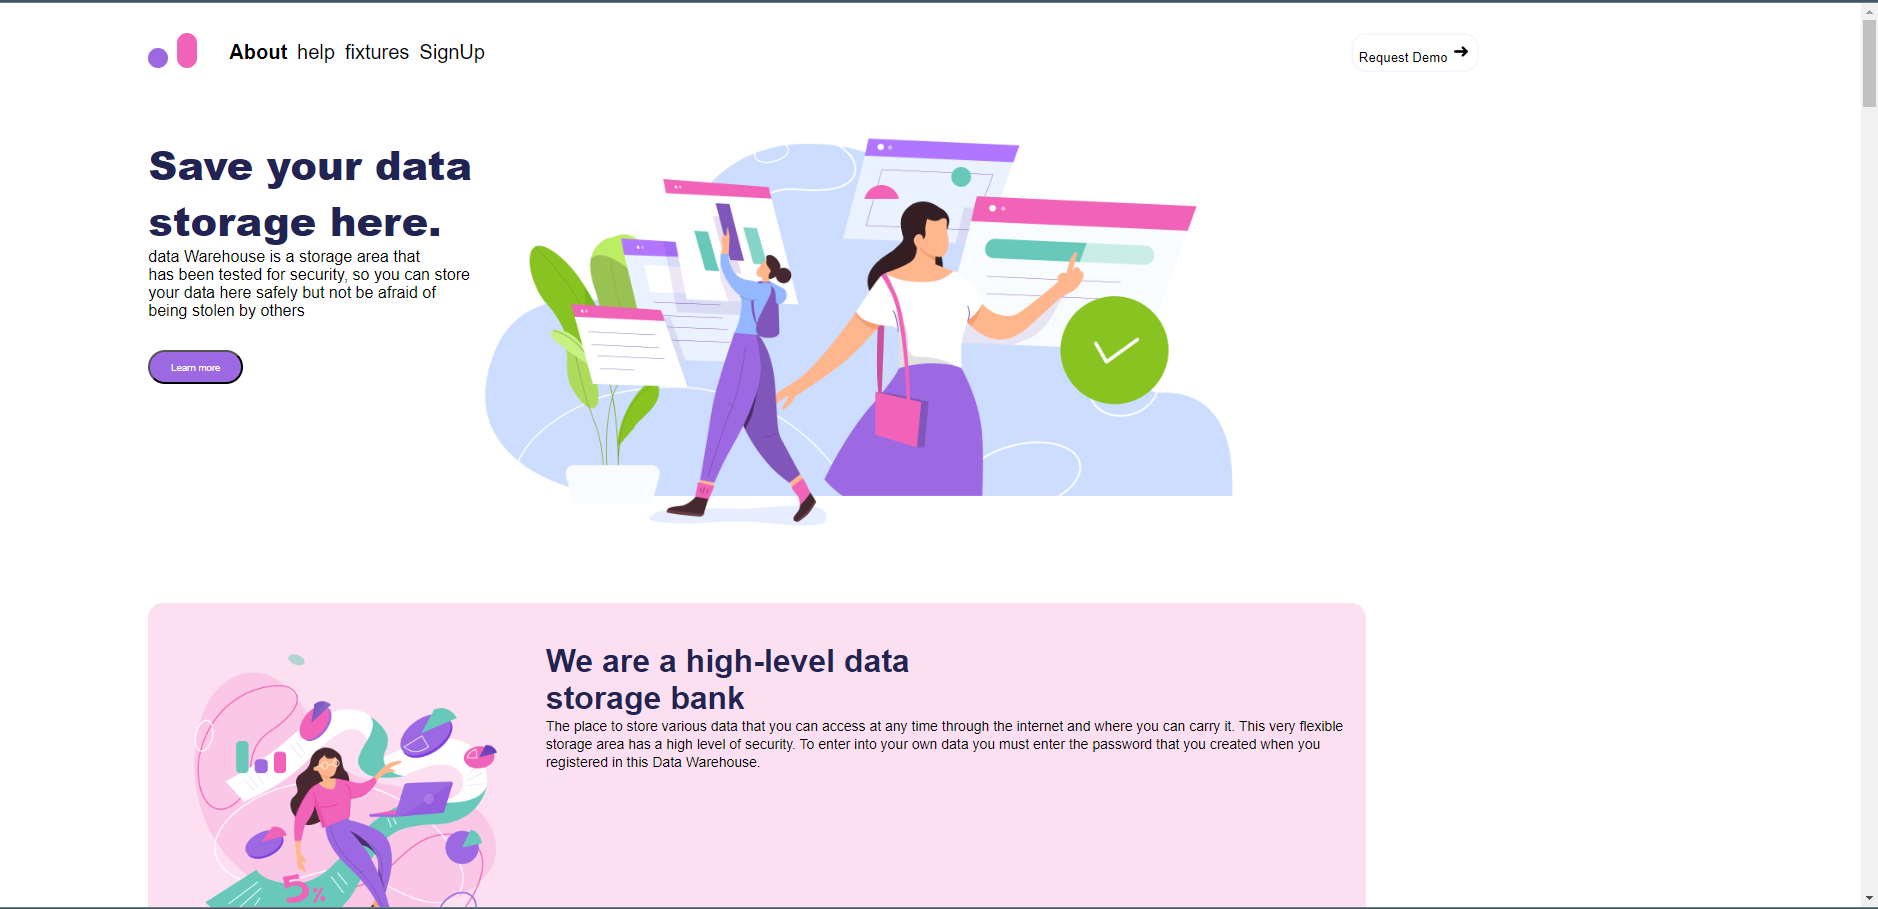 About help fixtures SignUp
Request Demo
Save your data
storage here.
data Warehouse is a storage area that
has been tested for security, so you can store
your data here safely but not be afraid of
being stolen by others
Learn more
We are a high-level data
storage bank
The place to store various data that you can access at any time through the internet and where you can carry it. This very flexible
storage area has a high level of security. To enter into your own data you must enter the password that you created when you
registered in this Data Warehouse.
5%